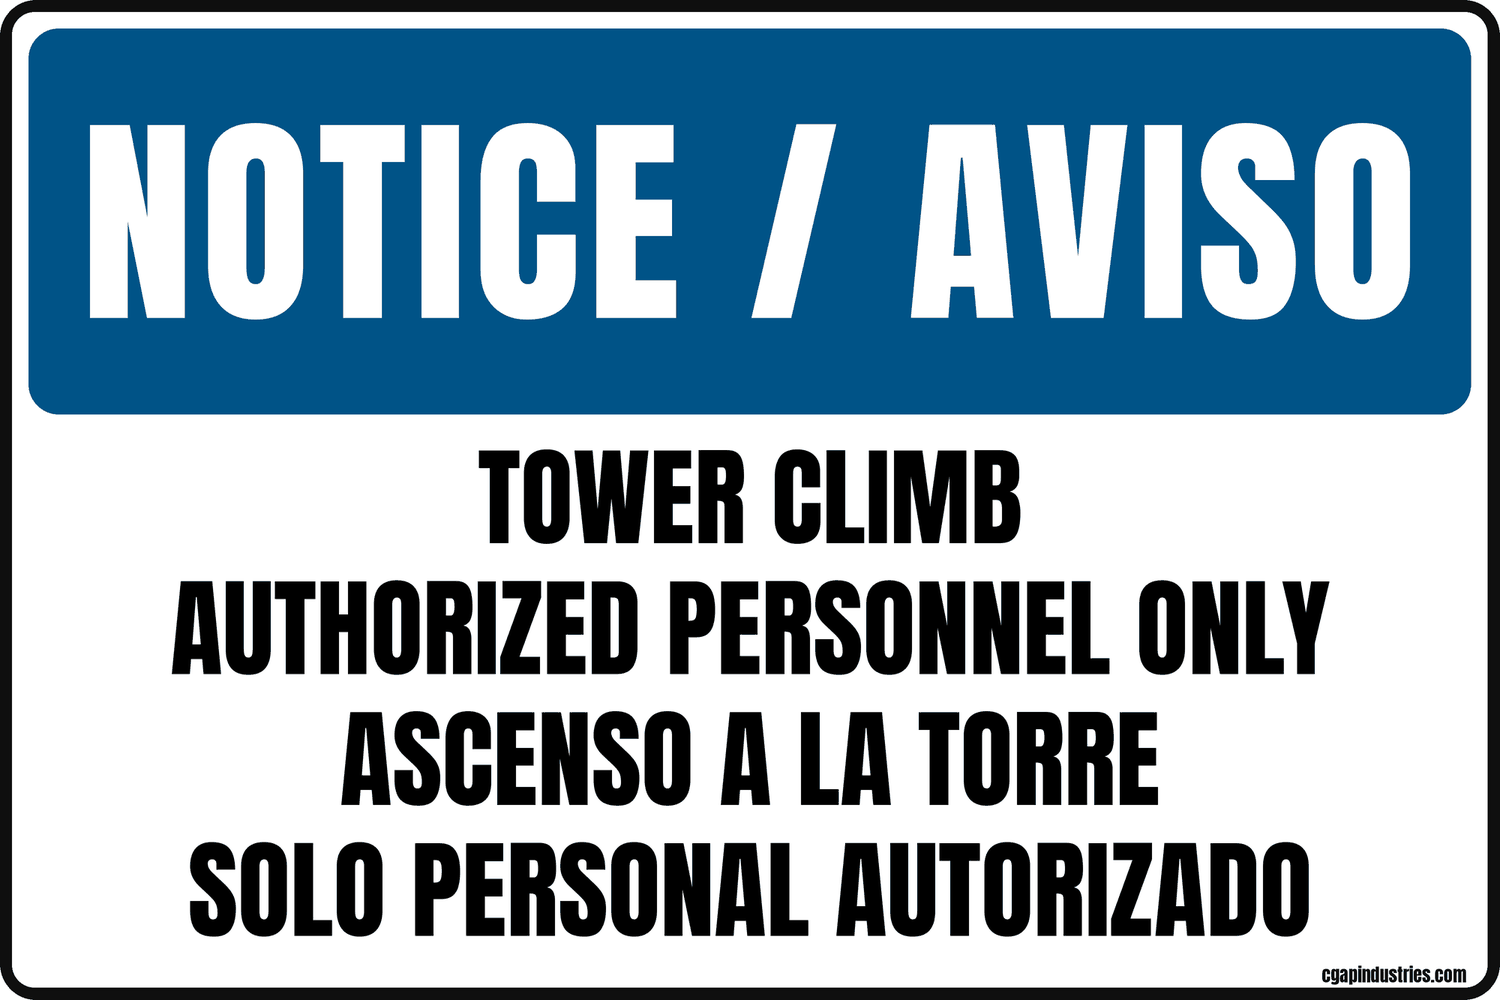 NOTICE / AVISO
TOWER CLIMB
AUTHORIZED PERSONNEL ONLY
ASCENSO A LA TORRE
SOLO PERSONAL AUTORIZADO
cgapindustries.com